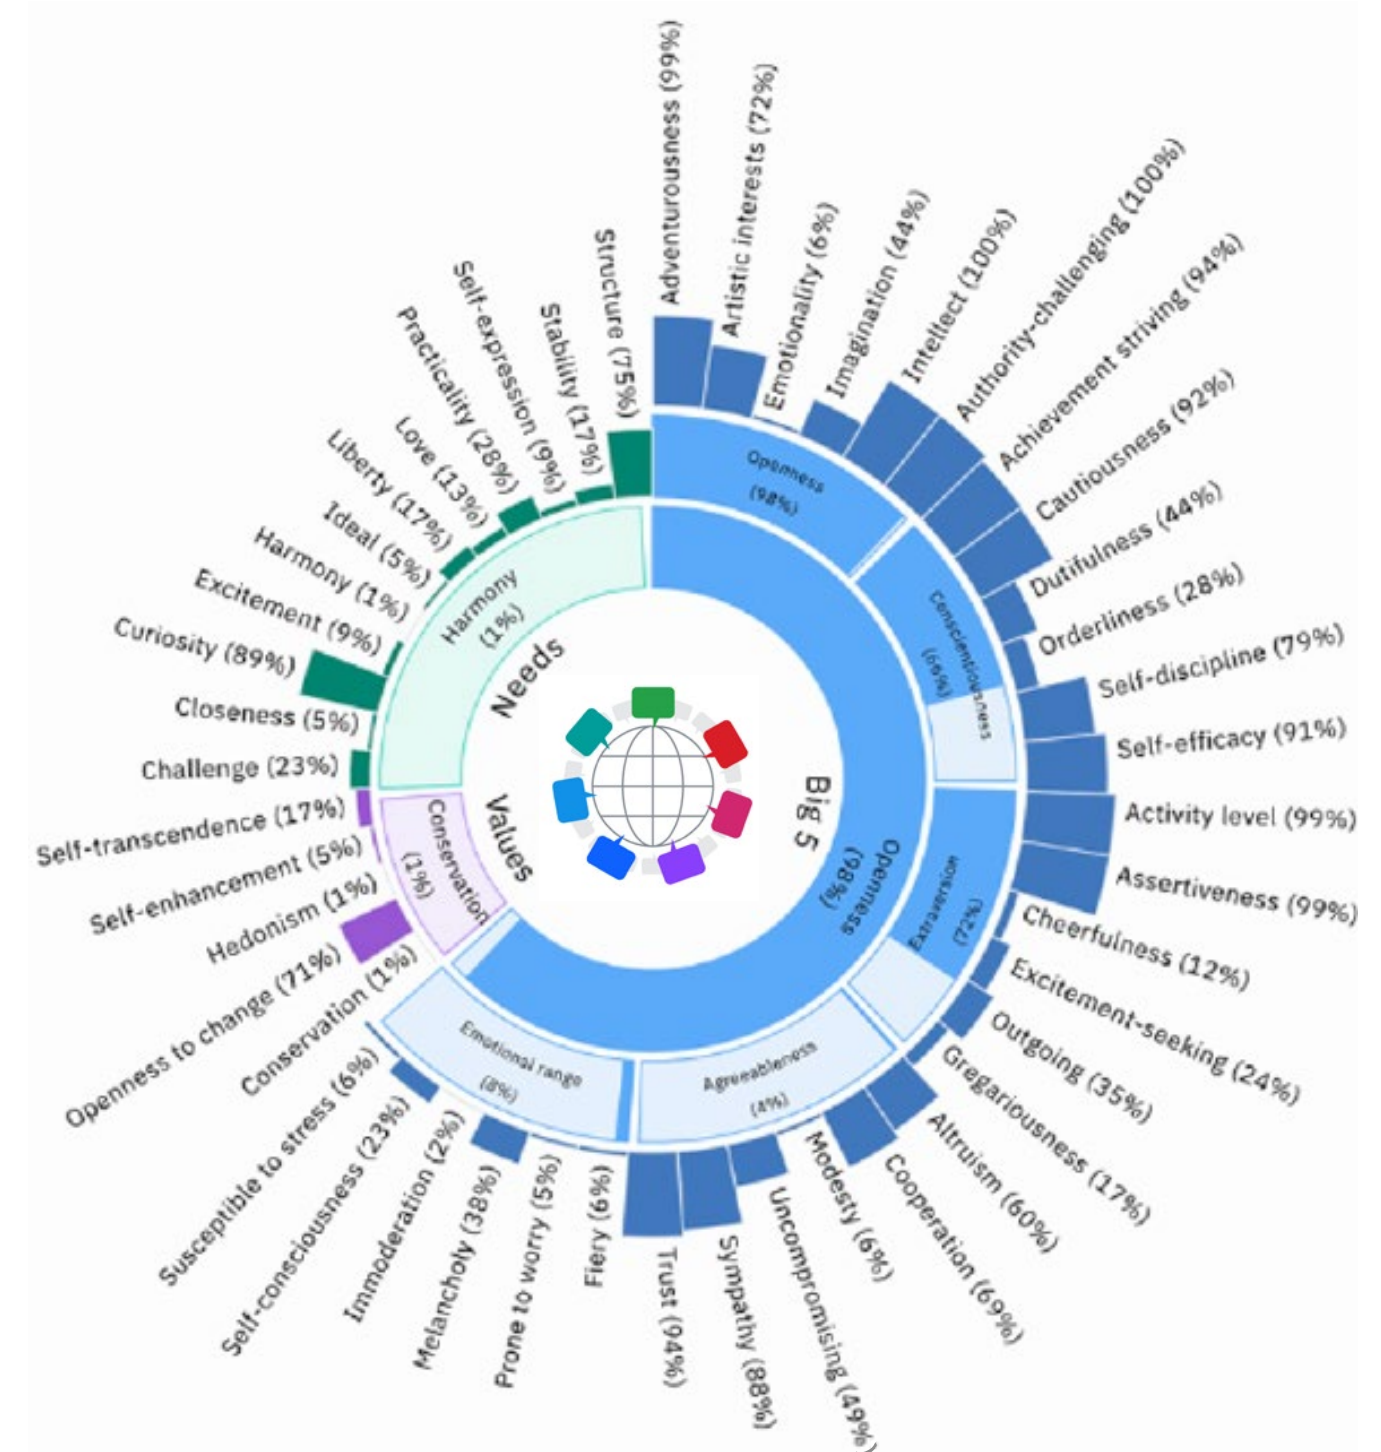 Adventurousness (99%)
Artistic interests (72%)
Emotionality (6%)
Imagination (44%)
Intellect (100%)
Authority-challenging (100%)
Achievement striving (94%)
Cautiousness (92%)
Dutifulness (44%)
Orderliness (28%)
Self-discipline (79%)
Self-efficacy (91%)
Activity level (99%)
Assertiveness (99%)
Cheerfulness (12%)
Excitement-seeking (24%)
Outgoing (35%)
Gregariousness (17%)
Altruism (60%)
Cooperation (69%)
Modesty (6%)
Uncompromising (49%)
Sympathy (88%)
Trust (94%)
Fiery (6%)
Prone to worry (5%)
Melancholy (38%)
Immoderation (2%)
Self-consciousness (23%)
Susceptible to stress (6%)
Conservation (1%)
Openness to change (71%)
Hedonism (1%)
Self-enhancement (5%)
Self-transcendence (17%)
Challenge (23%)
Closeness (5%)
Curiosity (89%)
Excitement (9%)
Harmony (1%)
Ideal (5%)
Liberty (17%)
Love (13%)
Practicality (28%)
Self-expression (9%)
Stability (17%)
Structure (75%)
Openness
(98%)
Conscientiousness
(66%)
Extraversion
(72%)
Agreeableness
(4%)
Emotional range
(8%)
Conservation
(1%)
Harmony
(1%)
Openness
(98%)
Big 5
Values
Needs